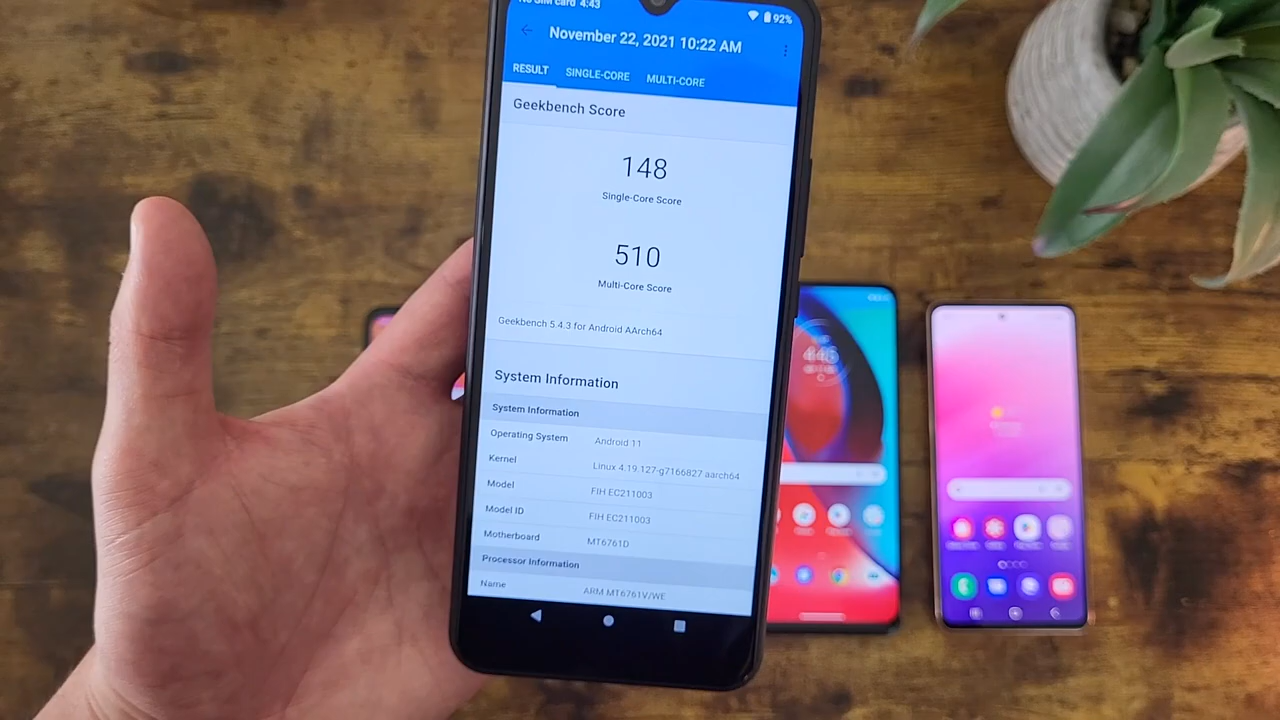 No SIM card 4:43
92%
November 22, 2021 10:22 AM
RESULT SINGLE-CORE MULTI-CORE
Geekbench Score
148
Single-Core Score
510
Multi-Core Score
Geekbench 5.4.3 for Android AArch64
System Information
System Information
Operating System Android 11
Kernel Linux 4.19.127-g7166827 aarch64
Model FIH EC211003
Model ID FIH EC211003
Motherboard MT6761D
Processor Information
Name ARM MT6761V/WE